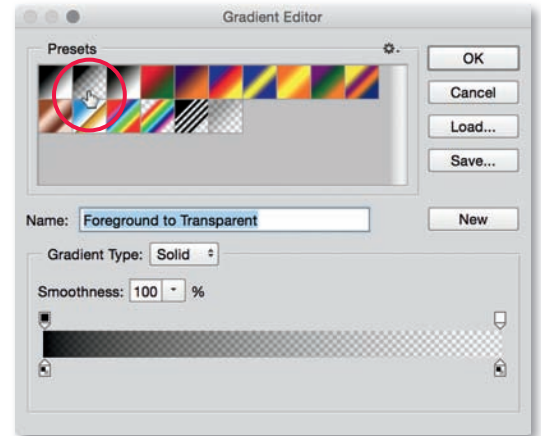 Gradient Editor
Presets
OK
Cancel
Load...
Save...
Name: Foreground to Transparent
New
Gradient Type: Solid
Smoothness: 100 %